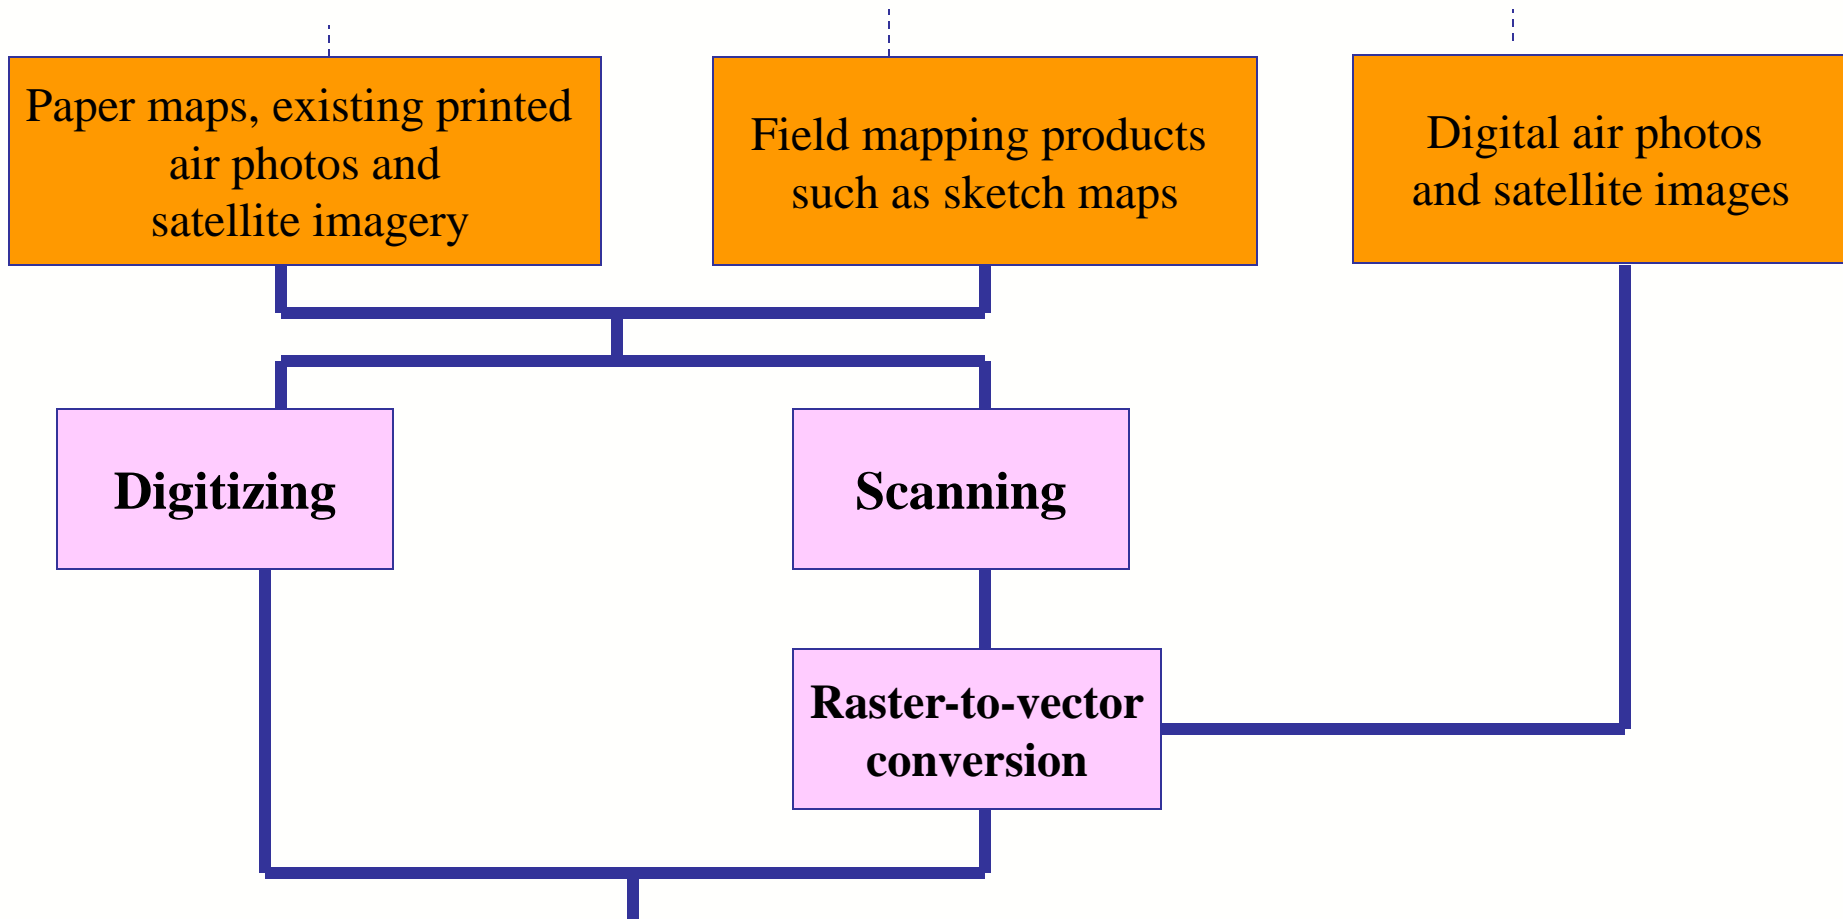 Paper maps, existing printed
air photos and
satellite imagery
Field mapping products
such as sketch maps
Digital air photos
and satellite images
Digitizing
Scanning
Raster-to-vector
conversion